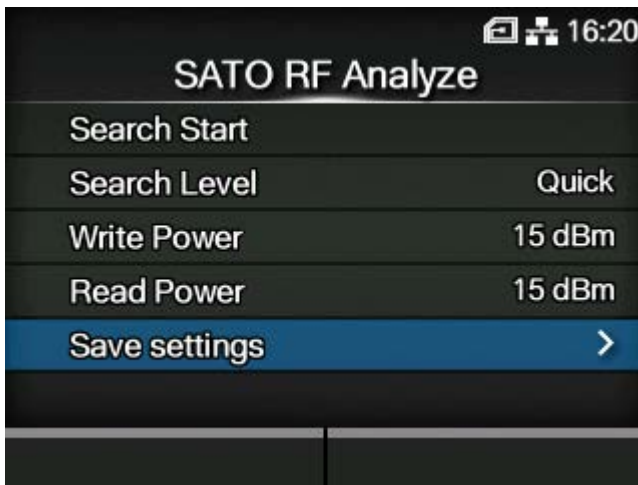 16:20
SATO RF Analyze
Search Start
Search Level Quick
Write Power 15 dBm
Read Power 15 dBm
Save settings >